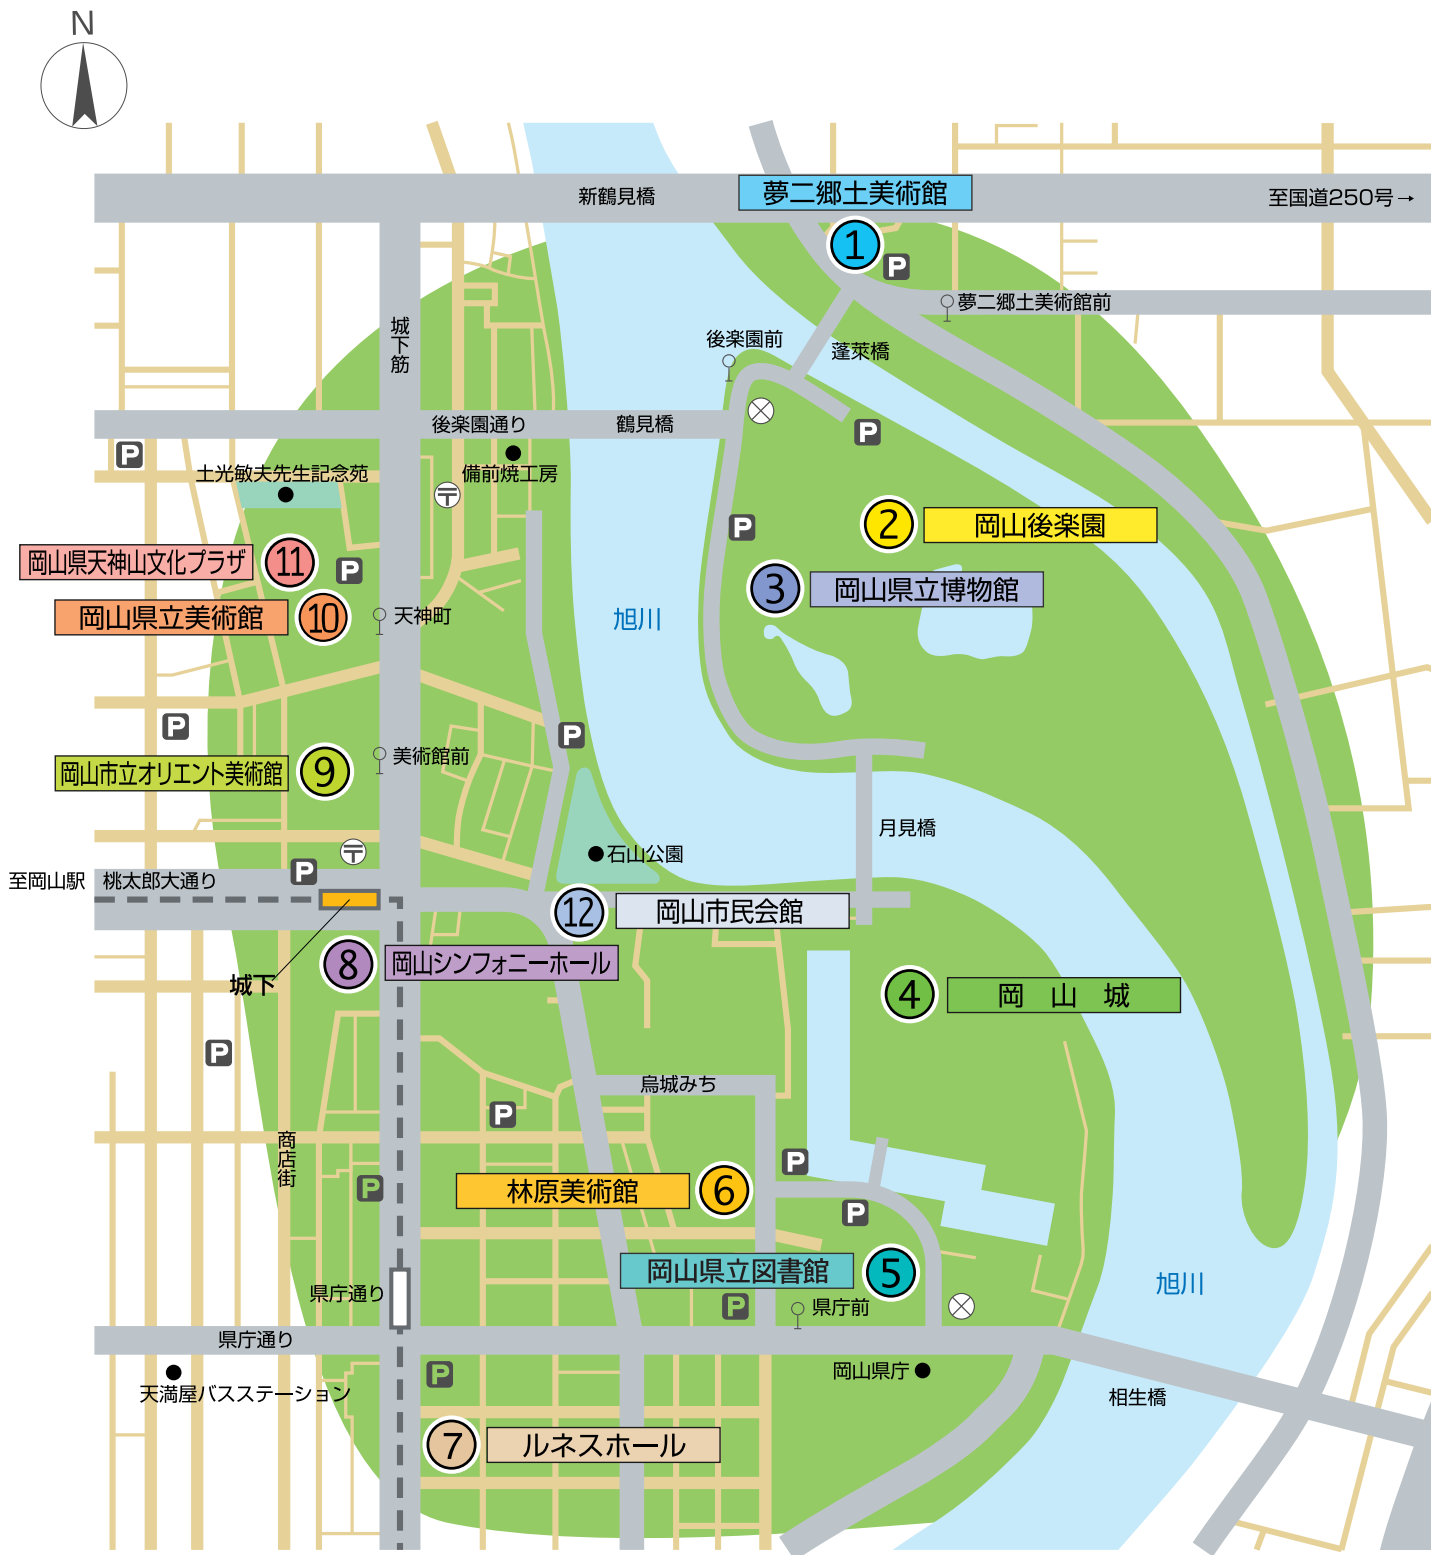 N
新鶴見橋
夢二郷土美術館
至国道250号→
1
P
夢二郷土美術館前
城下筋
後楽園前
蓬莱橋
後楽園通り
鶴見橋
P
P
土光敏夫先生記念苑
備前焼工房
〒
P
2
岡山後楽園
岡山県天神山文化プラザ
11
P
3
岡山県立博物館
岡山県立美術館
10
天神町
旭川
P
P
岡山市立オリエント美術館
9
美術館前
月見橋
〒
石山公園
至岡山駅
桃太郎大通り
P
12
岡山市民会館
8
岡山シンフォニーホール
城下
4
岡 山 城
P
烏城みち
P
商店街
P
P
林原美術館
6
P
岡山県立図書館
5
旭川
県庁通り
P
県庁前
県庁通り
岡山県庁
天満屋バスステーション
P
相生橋
7
ルネスホール